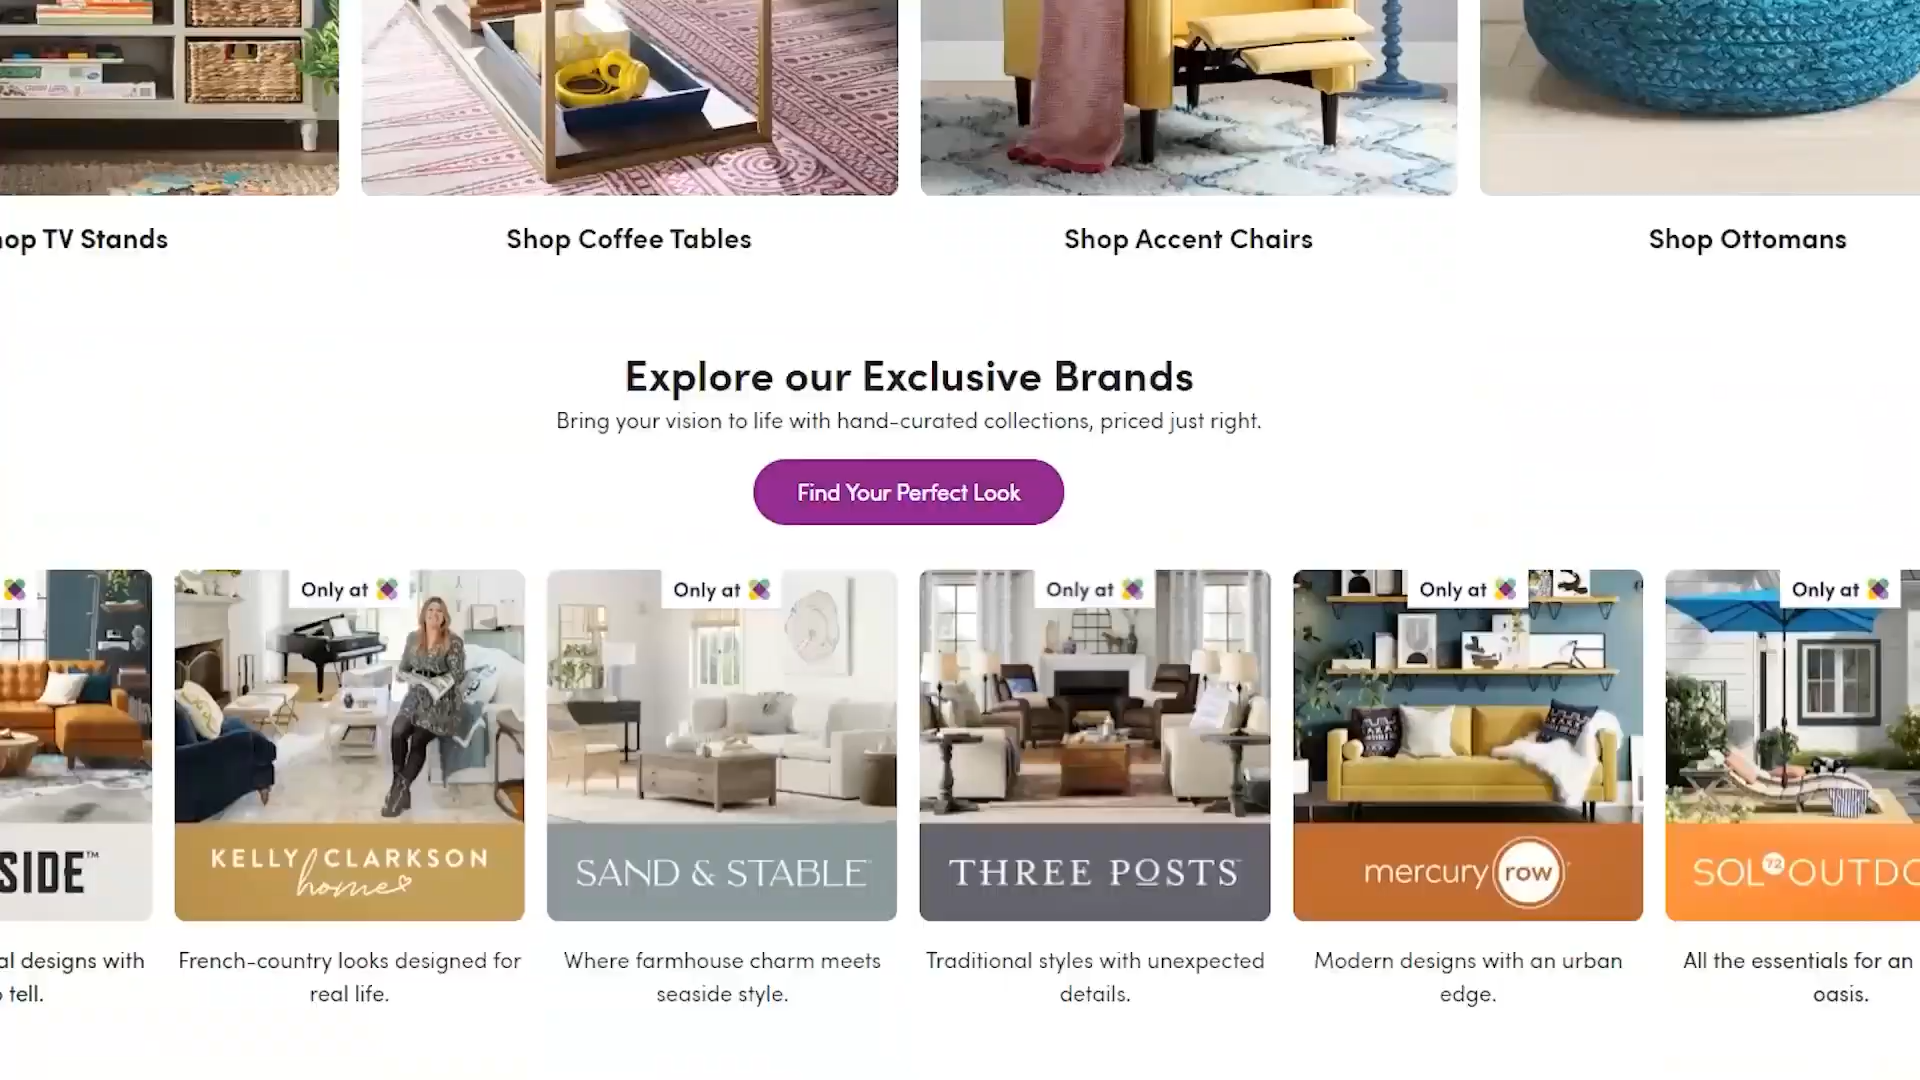 op TV Stands
Shop Coffee Tables
Shop Accent Chairs
Shop Ottomans
Explore our Exclusive Brands
Bring your vision to life with hand-curated collections, priced just right.
Find Your Perfect Look
Only at
Only at
Only at
Only at
Only at
SIDE™
KELLY CLARKSON
home
SAND & STABLE
THREE POSTS
mercury row
SOL 72 OUTDO
al designs with
tell.
French-country looks designed for
real life.
Where farmhouse charm meets
seaside style.
Traditional styles with unexpected
details.
Modern designs with an urban
edge.
All the essentials for an
oasis.